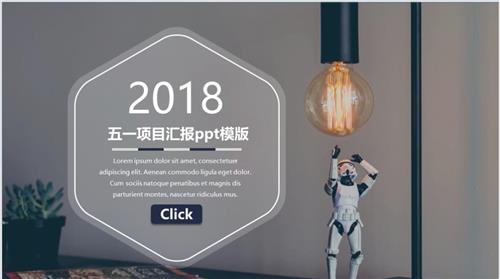 2018
五一项目汇报ppt模版
Lorem ipsum dolor sit amet, consectetuer
adipiscing elit. Aenean commodo ligula eget dolor.
Cum sociis natoque penatibus et magnis dis
parturient montes, nascetur ridiculus mus.
Click